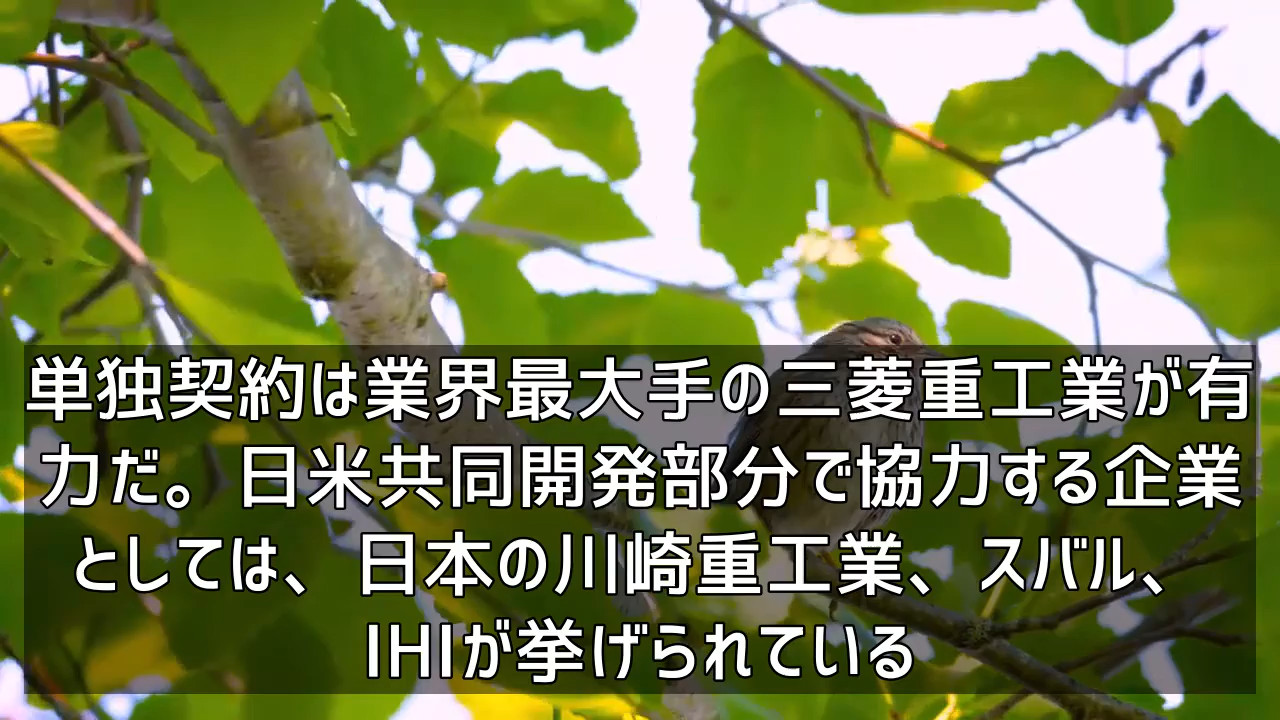 単独契約は業界最大手の三菱重工業が有
力だ。日米共同開発部分で協力する企業
としては、日本の川崎重工業、スバル、
IHIが挙げられている